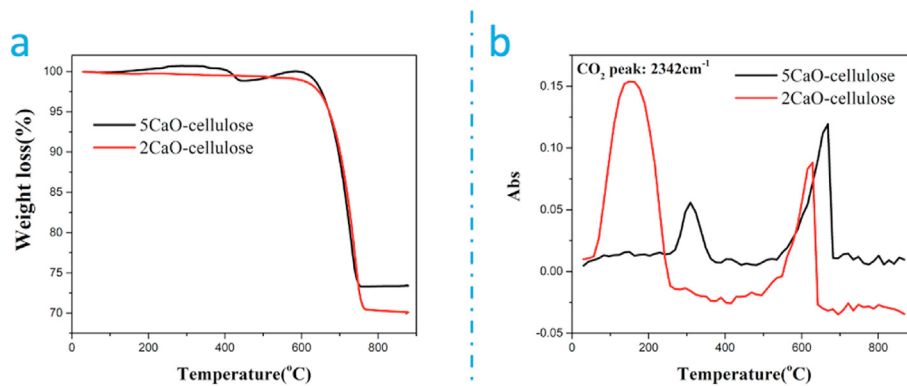 a
Weight loss(%)
100
95
90
85
80
75
70
5CaO-cellulose
2CaO-cellulose
0
200
400
600
800
Temperature(°C)
b
CO₂ peak: 2342cm⁻¹
5CaO-cellulose
2CaO-cellulose
Abs
0.15
0.10
0.05
0.00
-0.05
0
200
400
600
800
Temperature(°C)